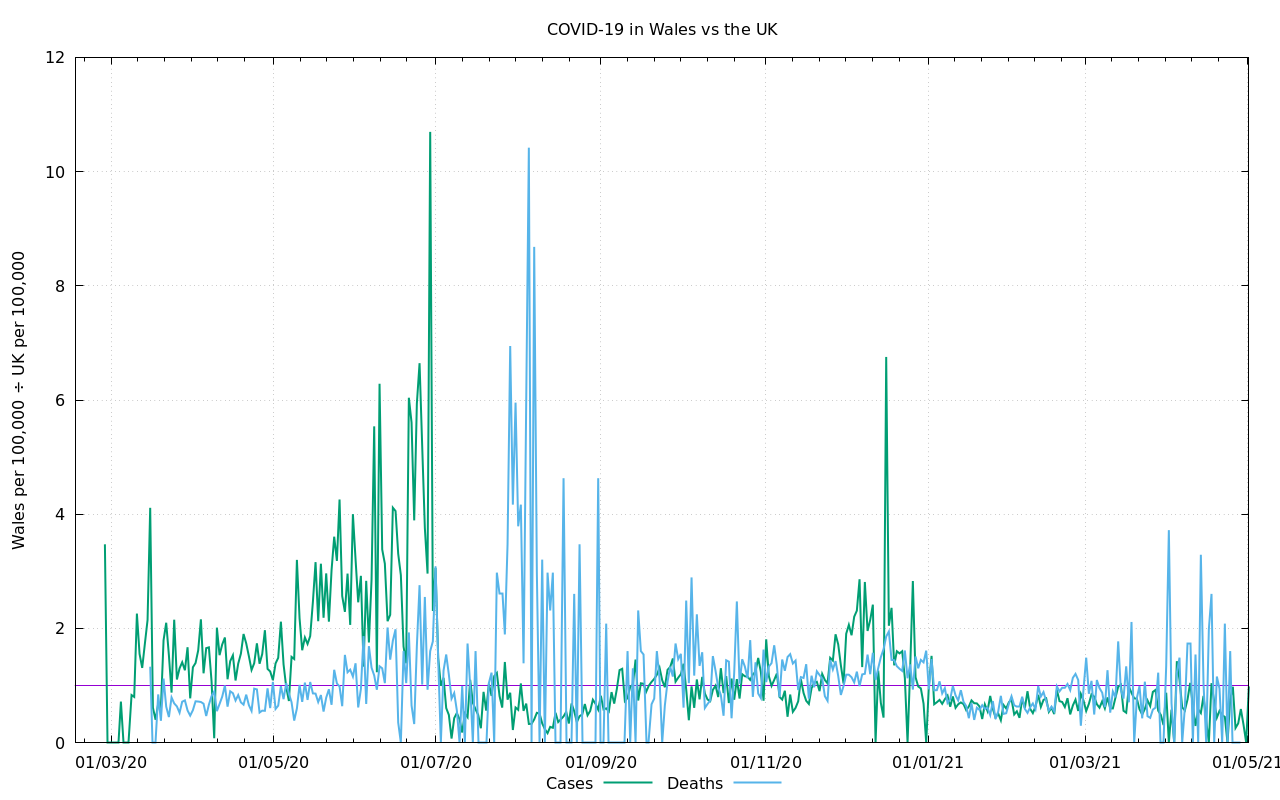 COVID-19 in Wales vs the UK
12
10
8
6
4
2
0
Wales per 100,000 ÷ UK per 100,000
01/03/20 01/05/20 01/07/20 01/09/20 01/11/20 01/01/21 01/03/21 01/05/21
Cases Deaths